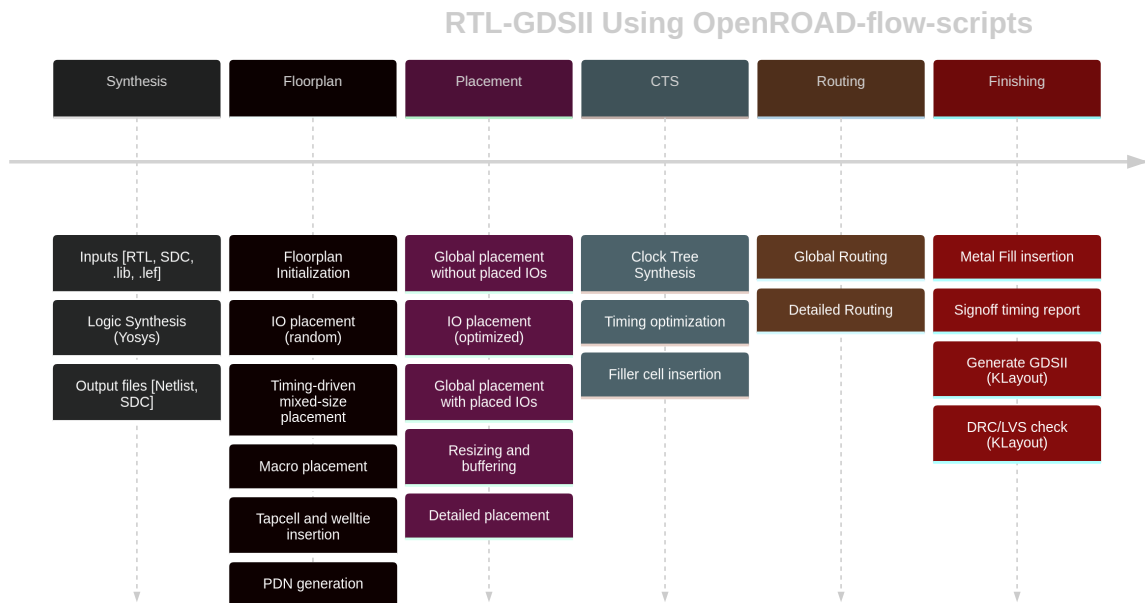 RTL-GDSII Using OpenROAD-flow-scripts
Synthesis
Floorplan
Placement
CTS
Routing
Finishing
Inputs [RTL, SDC,
.lib, .lef]
Logic Synthesis
(Yosys)
Output files [Netlist,
SDC]
Floorplan
Initialization
IO placement
(random)
Timing-driven
mixed-size
placement
Macro placement
Tapcell and welltie
insertion
PDN generation
Global placement
without placed IOs
IO placement
(optimized)
Global placement
with placed IOs
Resizing and
buffering
Detailed placement
Clock Tree
Synthesis
Timing optimization
Filler cell insertion
Global Routing
Detailed Routing
Metal Fill insertion
Signoff timing report
Generate GDSII
(KLayout)
DRC/LVS check
(KLayout)